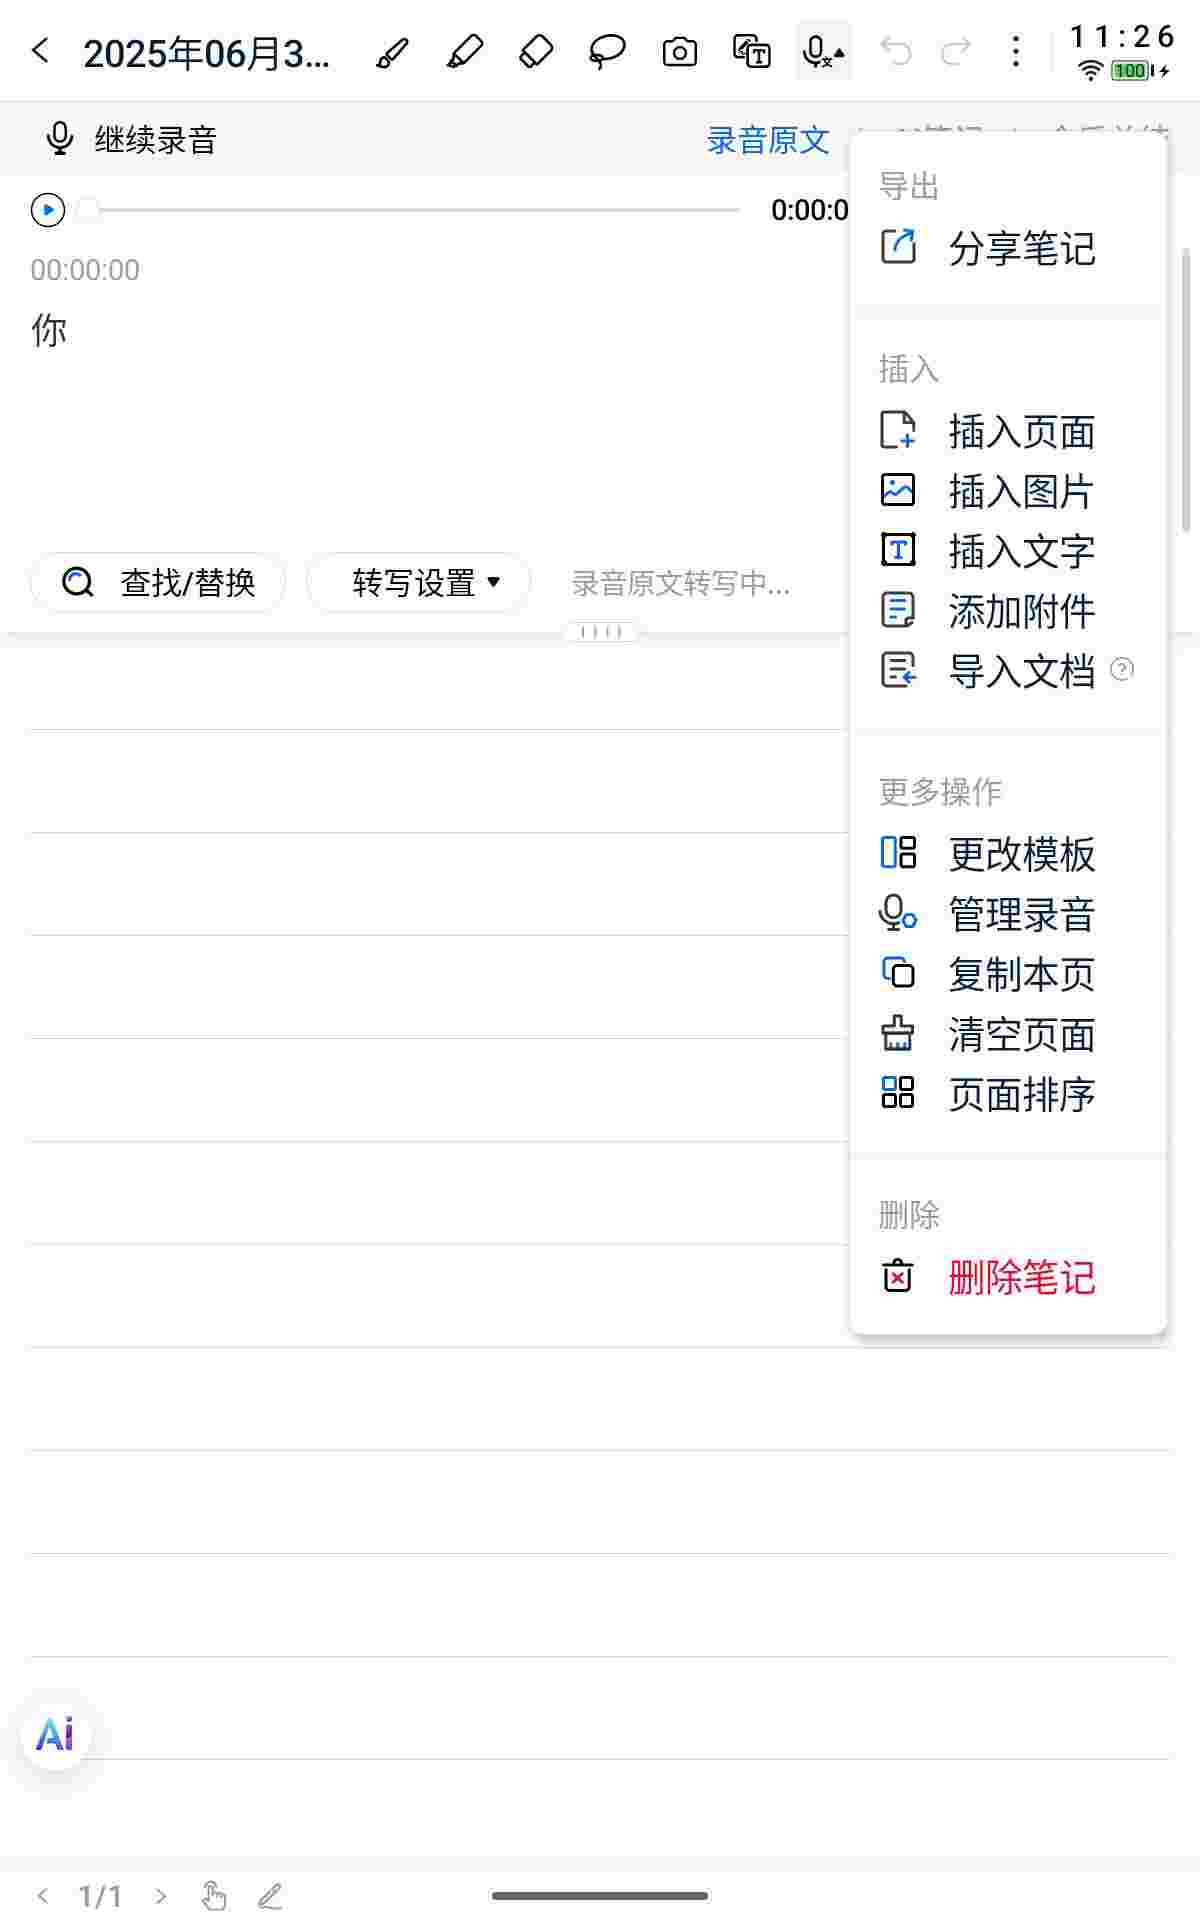 2025年06月3...
11:26
100
继续录音
录音原文
0:00:0
00:00:00
你
查找/替换
转写设置
录音原文转写中...
导出
分享笔记
插入
插入页面
插入图片
插入文字
添加附件
导入文档
更多操作
更改模板
管理录音
复制本页
清空页面
页面排序
删除
删除笔记
Ai
1/1